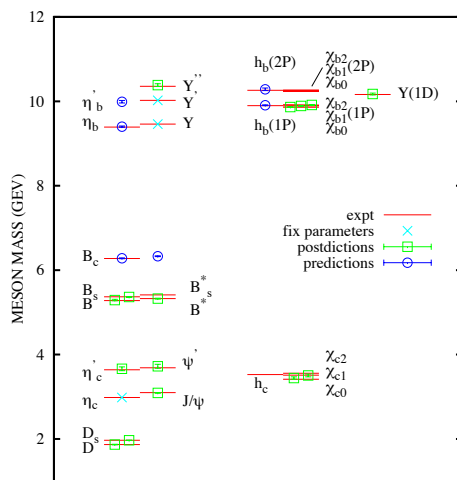 12
10
8
6
4
2
MESON MASS (GEV)
Υ''
Υ'
Υ
η'b
ηb
hb(2P)
χb2
χb1(2P)
χb0
Υ(1D)
hb(1P)
χb2
χb1(1P)
χb0
expt
fix parameters
postdictions
predictions
Bc
Bs
B
B*s
B*
η'c
ψ'
ηc
J/ψ
hc
χc2
χc1
χc0
Ds
D